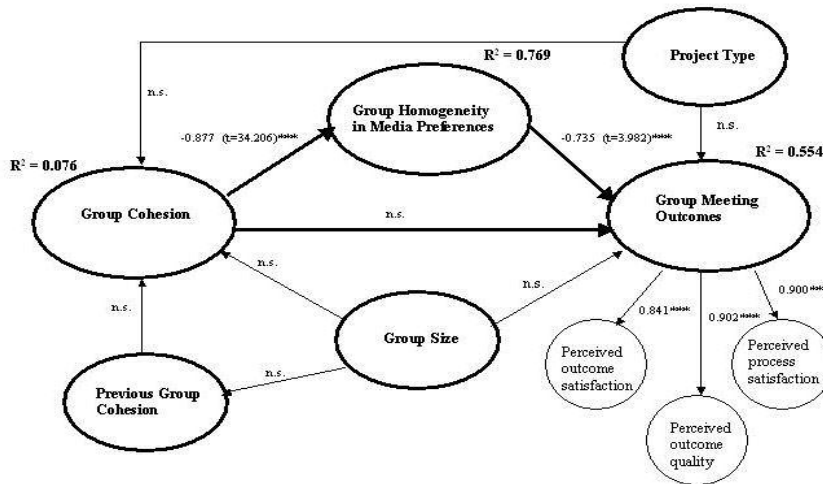 R² = 0.769
Project Type
n.s.
Group Homogeneity
in Media Preferences
-0.877 (t=34.206)****
-0.735 (t=3.982)****
n.s.
R² = 0.076
R² = 0.554
Group Cohesion
Group Meeting
Outcomes
n.s.
n.s.
n.s.
n.s.
0.841****
0.902****
0.900****
Group Size
n.s.
Previous Group
Cohesion
Perceived
outcome
satisfaction
Perceived
process
satisfaction
Perceived
outcome
quality